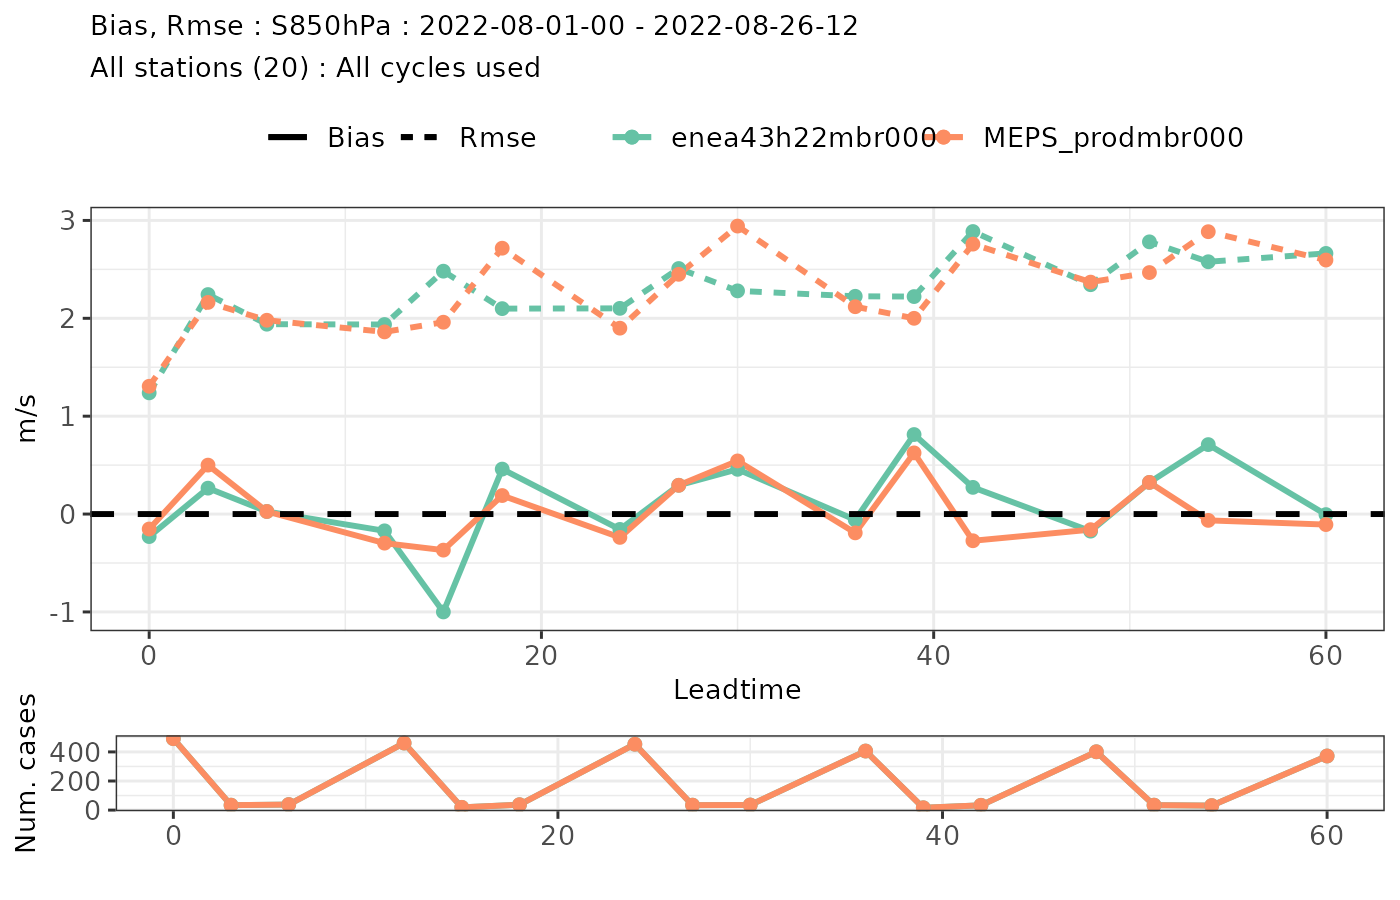 Bias, Rmse : S850hPa : 2022-08-01-00 - 2022-08-26-12
All stations (20) : All cycles used
Bias Rmse enea43h22mbr000 MEPS_prodmbr000
3
2
1
0
-1
m/s
0 20 40 60
Leadtime
Num. cases
400
200
0
0 20 40 60